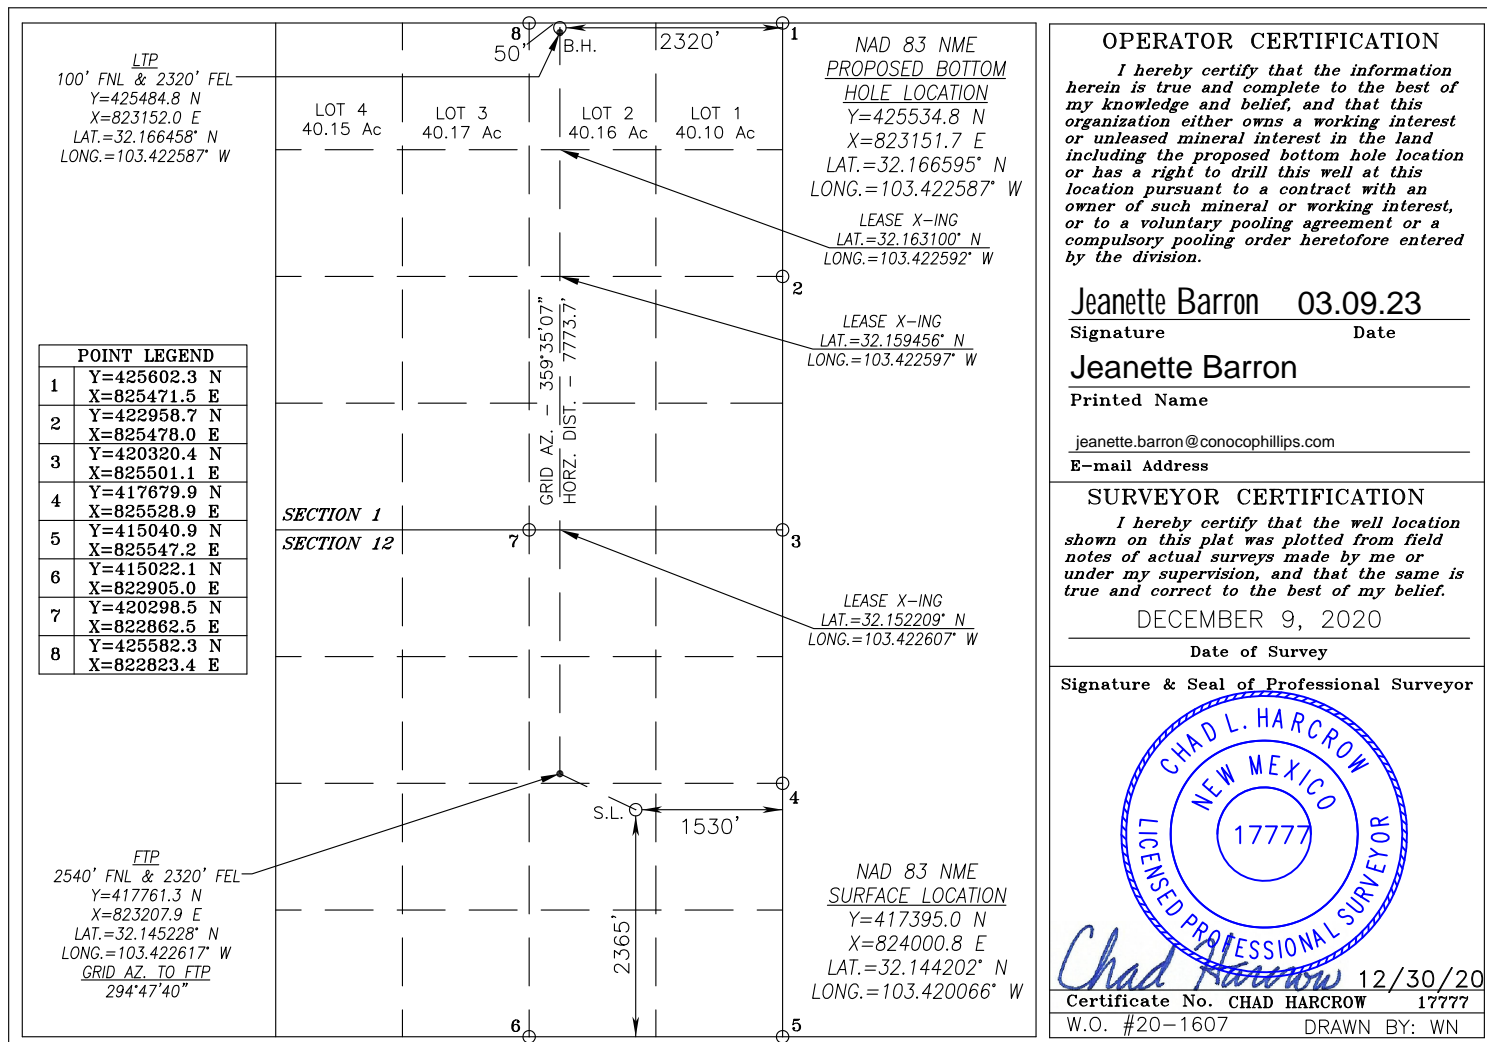 LTP
100' FNL & 2320' FEL
Y=425484.8 N
X=823152.0 E
LAT.=32.166458° N
LONG.=103.422587° W
8
50'
B.H.
2320'
1
NAD 83 NME
PROPOSED BOTTOM
HOLE LOCATION
Y=425534.8 N
X=823151.7 E
LAT.=32.166595° N
LONG.=103.422587° W
LOT 4
40.15 Ac
LOT 3
40.17 Ac
LOT 2
40.16 Ac
LOT 1
40.10 Ac
LEASE X-ING
LAT.=32.163100° N
LONG.=103.422592° W
2
LEASE X-ING
LAT.=32.159456° N
LONG.=103.422597° W
GRID AZ. - 359°35'07"
HORZ. DIST. - 7773.7'
POINT LEGEND
1 Y=425602.3 N
X=825471.5 E
2 Y=422958.7 N
X=825478.0 E
3 Y=420320.4 N
X=825501.1 E
4 Y=417679.9 N
X=825528.9 E
5 Y=415040.9 N
X=825547.2 E
6 Y=415022.1 N
X=822905.0 E
7 Y=420298.5 N
X=822862.5 E
8 Y=425582.3 N
X=822823.4 E
SECTION 1
SECTION 12
7
3
LEASE X-ING
LAT.=32.152209° N
LONG.=103.422607° W
4
S.L.
1530'
2365'
FTP
2540' FNL & 2320' FEL
Y=417761.3 N
X=823207.9 E
LAT.=32.145228° N
LONG.=103.422617° W
GRID AZ. TO FTP
294°47'40"
NAD 83 NME
SURFACE LOCATION
Y=417395.0 N
X=824000.8 E
LAT.=32.144202° N
LONG.=103.420066° W
6
5
OPERATOR CERTIFICATION
I hereby certify that the information
herein is true and complete to the best of
my knowledge and belief, and that this
organization either owns a working interest
or unleased mineral interest in the land
including the proposed bottom hole location
or has a right to drill this well at this
location pursuant to a contract with an
owner of such mineral or working interest,
or to a voluntary pooling agreement or a
compulsory pooling order heretofore entered
by the division.
Jeanette Barron 03.09.23
Signature Date
Jeanette Barron
Printed Name
jeanette.barron@conocophillips.com
E-mail Address
SURVEYOR CERTIFICATION
I hereby certify that the well location
shown on this plat was plotted from field
notes of actual surveys made by me or
under my supervision, and that the same is
true and correct to the best of my belief.
DECEMBER 9, 2020
Date of Survey
Signature & Seal of Professional Surveyor
CHAD L. HARCROW
NEW MEXICO
17777
LICENSED PROFESSIONAL SURVEYOR
Chad Harcrow 12/30/20
Certificate No. CHAD HARCROW 17777
W.O. #20-1607 DRAWN BY: WN